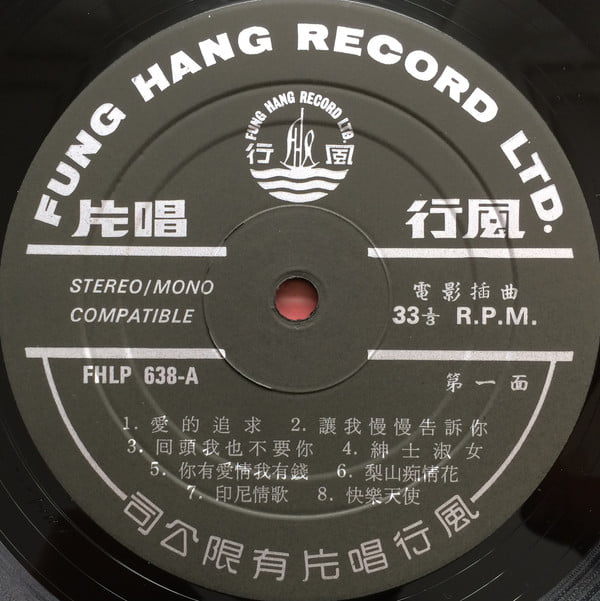 FUNG HANG RECORD LTD.
FUNG HANG RECORD LTD.
行 FHR 風
片唱 行風
STEREO/MONO
COMPATIBLE
電影插曲
33⅓ R.P.M.
FHLP 638-A
第一面
1. 愛的追求 2. 讓我慢慢告訴你
3. 回頭我也不要你 4. 紳士淑女
5. 你有愛情我有錢 6. 梨山痴情花
7. 印尼情歌 8. 快樂天使
司公限有片唱行風